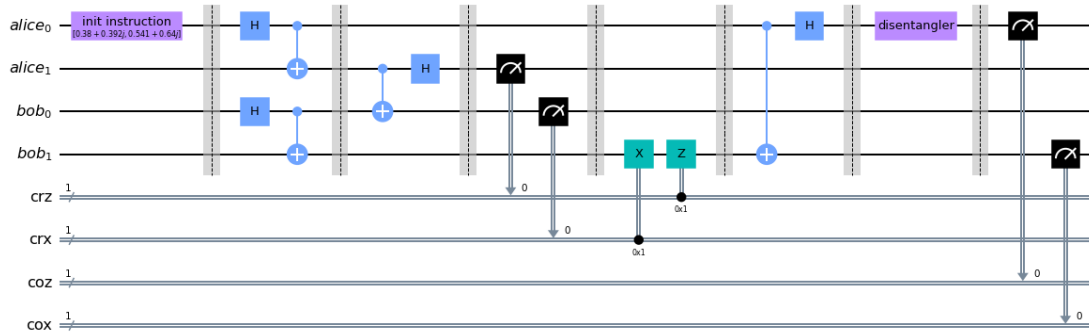 alice0 init instruction H H disentangler
[0.38 + 0.392j, 0.541 + 0.64j]
alice1 H
bob0 H
bob1 X Z
crz 1 0 0x1
crx 1 0 0x1
coz 1 0
cox 1 0